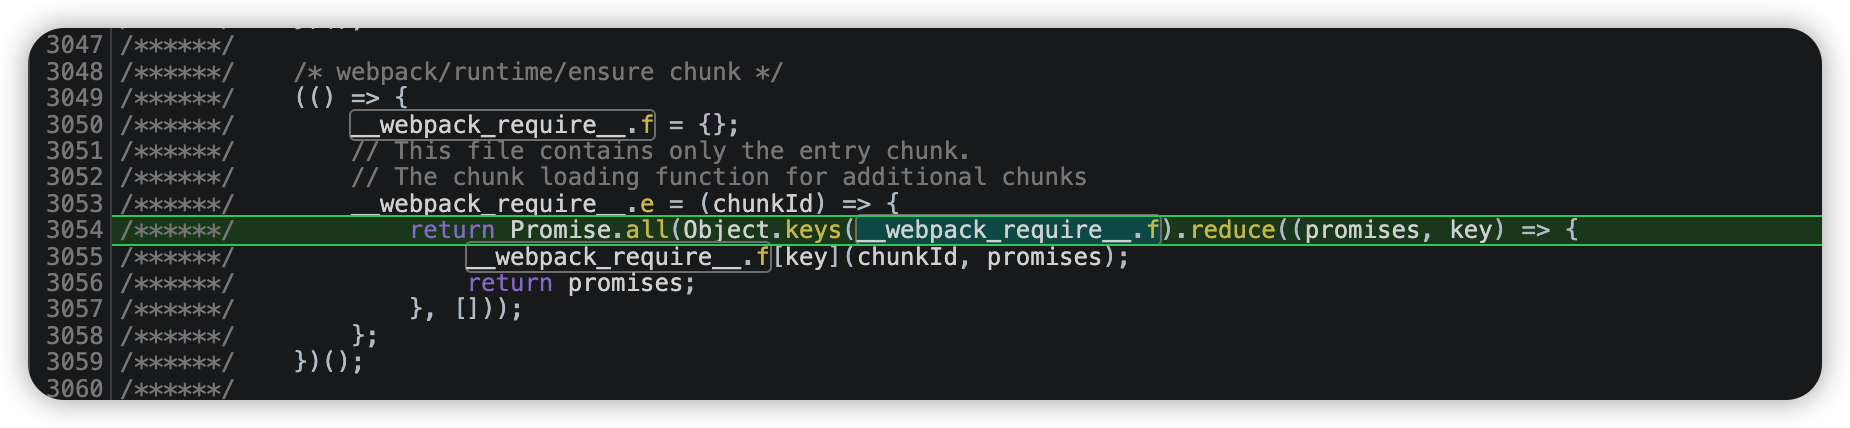 3047 /******/
3048 /******/    /* webpack/runtime/ensure chunk */
3049 /******/    (() => {
3050 /******/        __webpack_require__.f = {};
3051 /******/        // This file contains only the entry chunk.
3052 /******/        // The chunk loading function for additional chunks
3053 /******/        __webpack_require__.e = (chunkId) => {
3054 /******/            return Promise.all(Object.keys(__webpack_require__.f).reduce((promises, key) => {
3055 /******/                __webpack_require__.f[key](chunkId, promises);
3056 /******/                return promises;
3057 /******/            }, []));
3058 /******/        };
3059 /******/    })();
3060 /******/